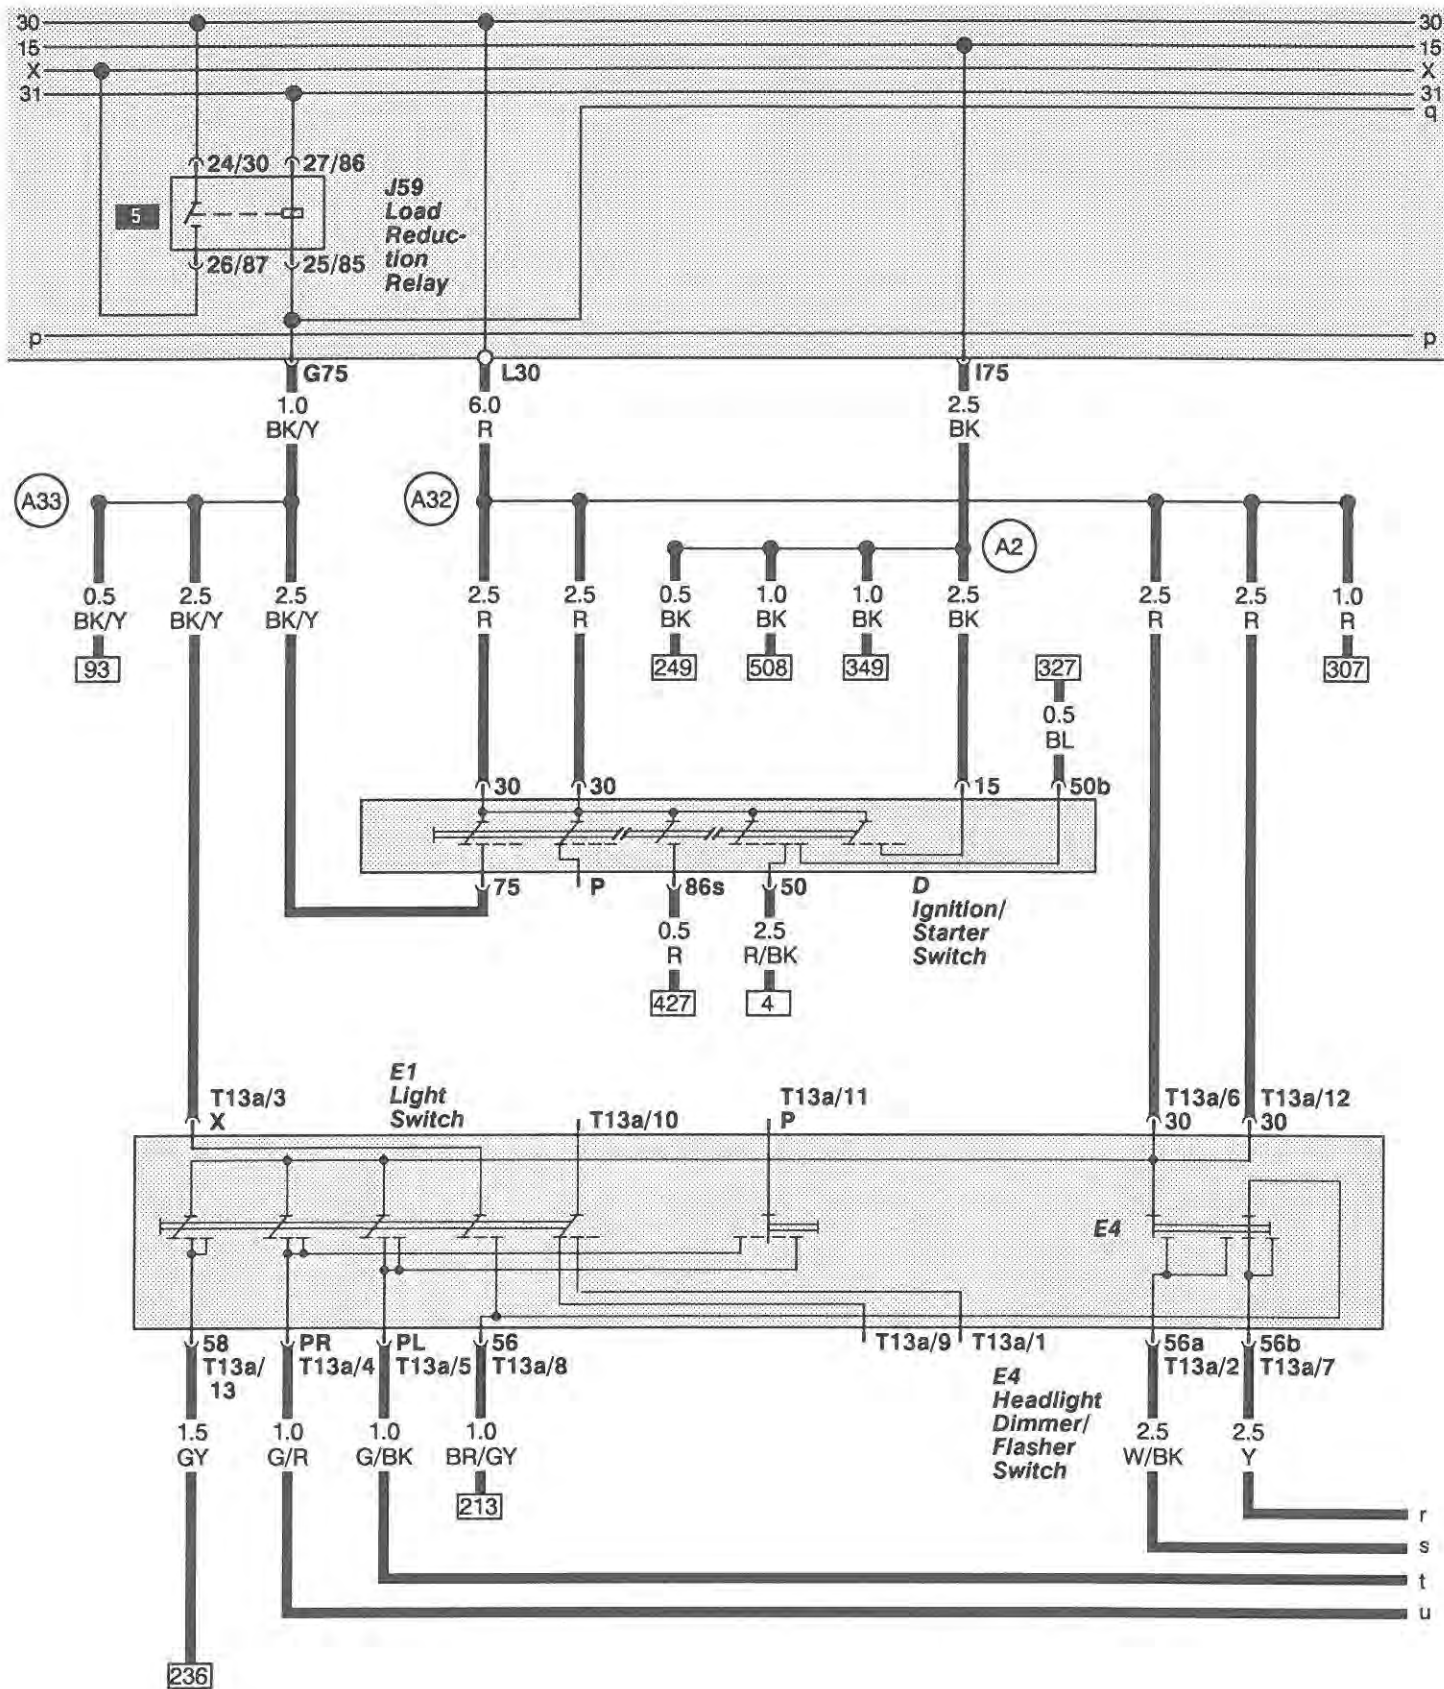 30 30
15 15
X X
31 31
q
24/30 27/86
5
J59
Load
Reduc-
tion
Relay
26/87 25/85
p p
G75 L30 I75
1.0 6.0 2.5
BK/Y R BK
A33 A32 A2
0.5 2.5 2.5 2.5 2.5 0.5 1.0 1.0 2.5 2.5 2.5 1.0
BK/Y BK/Y BK/Y R R BK BK BK BK R R R
93 249 508 349 327 307
0.5
BL
30 30 15 50b
75 P 86s 50
D
Ignition/
Starter
Switch
0.5 2.5
R R/BK
427 4
E1
Light
Switch
T13a/3 T13a/10 T13a/11 T13a/6 T13a/12
X P 30 30
E4
58 PR PL 56 T13a/9 T13a/1 56a 56b
T13a/ T13a/4 T13a/5 T13a/8 T13a/2 T13a/7
13
E4
Headlight
Dimmer/
Flasher
Switch
1.5 1.0 1.0 1.0 2.5 2.5
GY G/R G/BK BR/GY W/BK Y
213
r
s
t
u
236